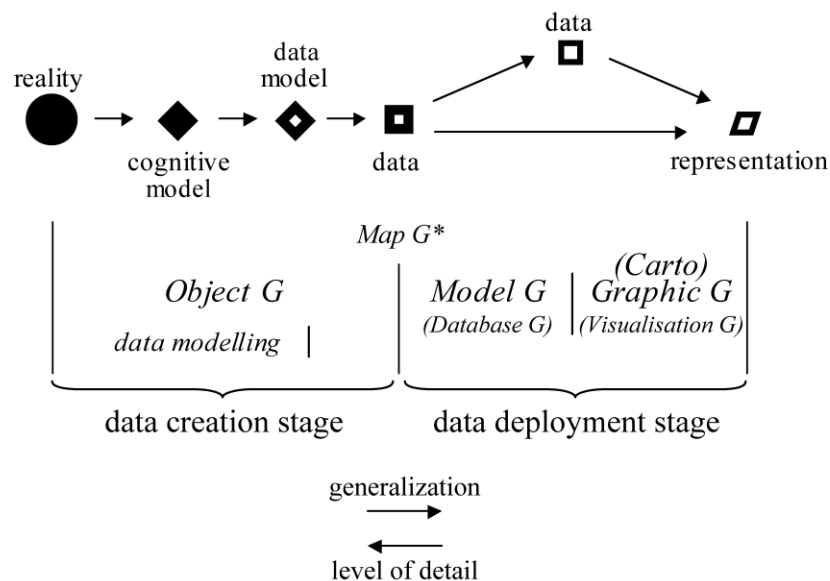 data
data
model
reality
cognitive
model
data
representation
Map G*
(Carto)
Object G
Model G
Graphic G
(Database G)
(Visualisation G)
data modelling
data creation stage
data deployment stage
generalization
level of detail